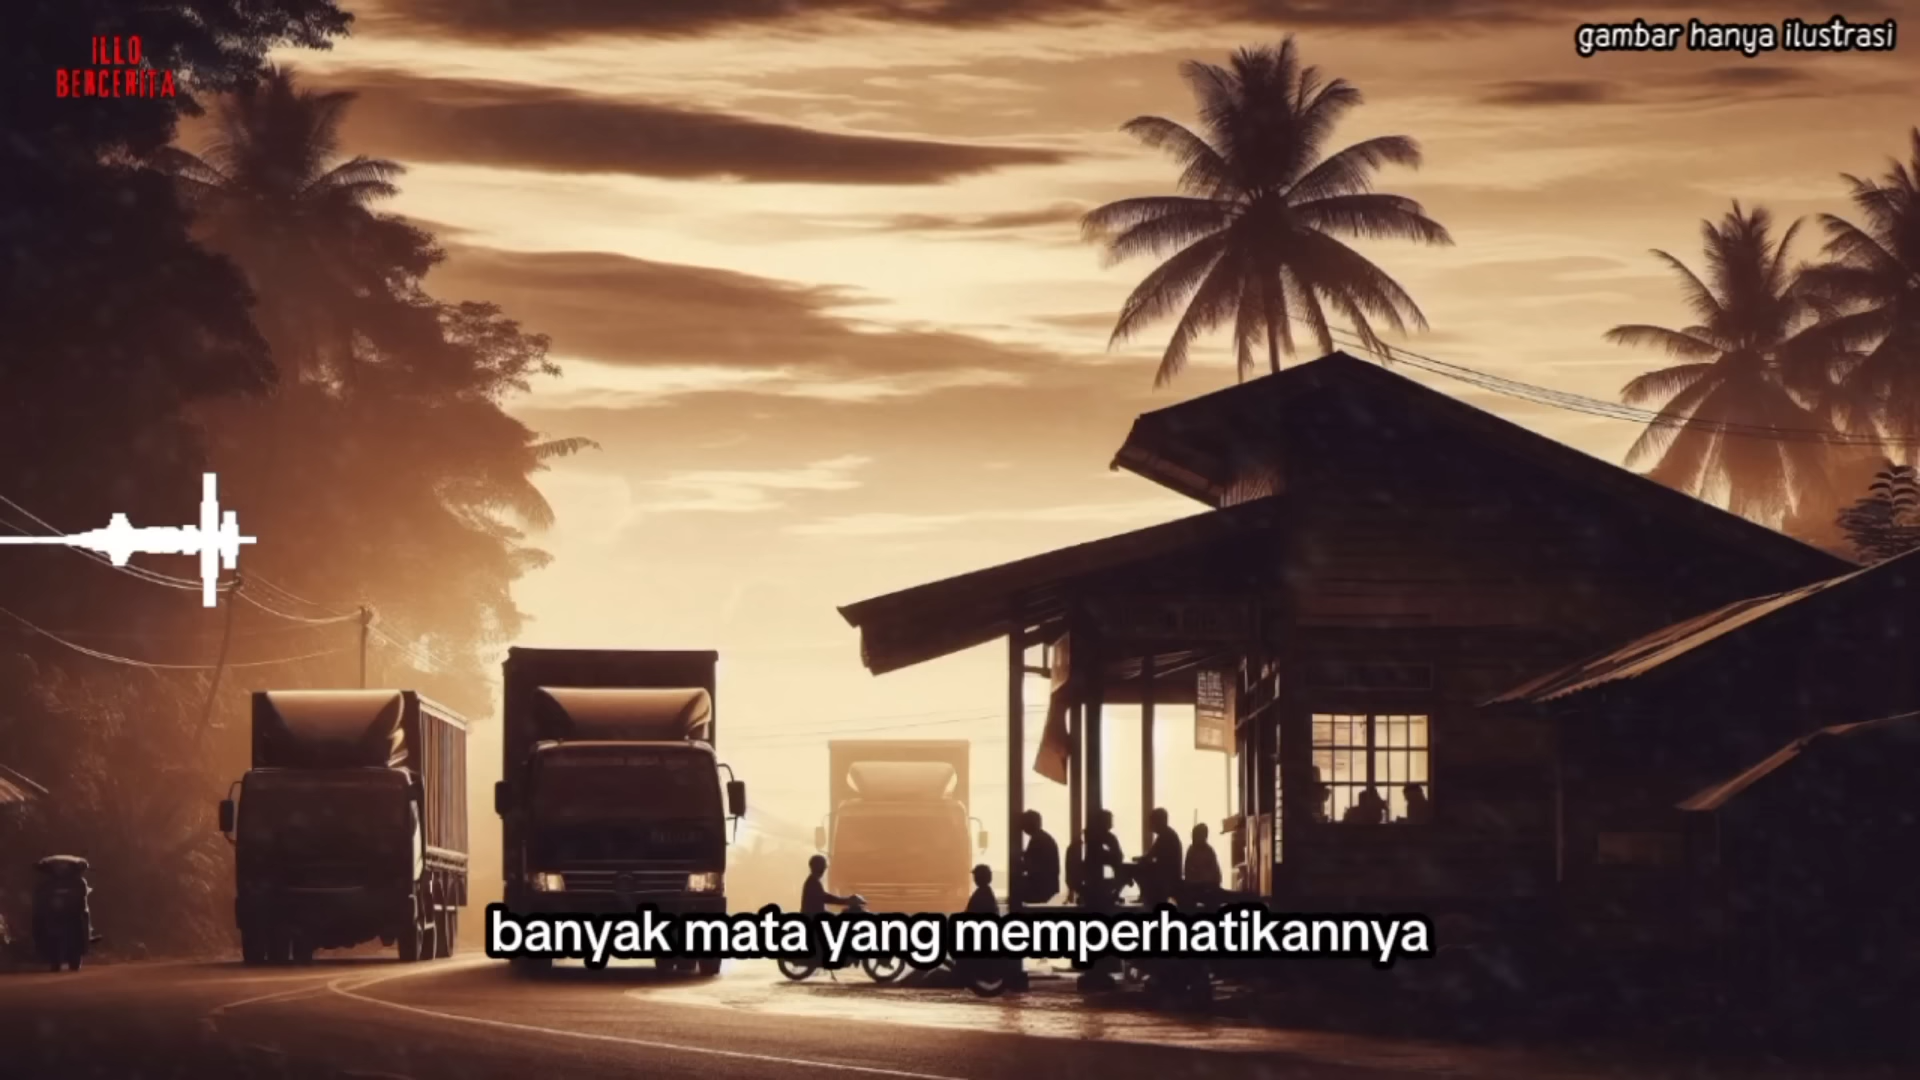 ILLO
BERCERITA
gambar hanya ilustrasi
banyak mata yang memperhatikannya